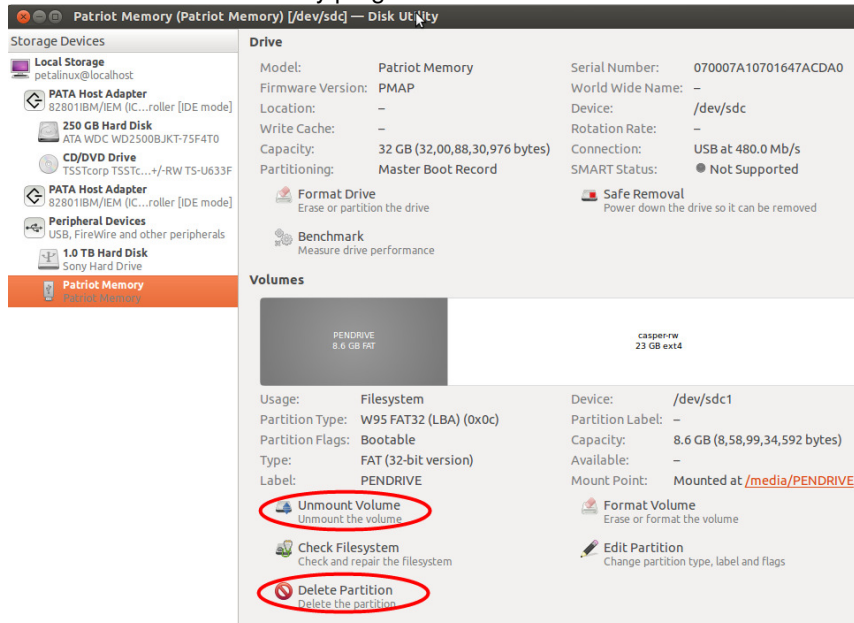 Patriot Memory (Patriot Memory) [/dev/sdc] — Disk Utility
Storage Devices
Local Storage
petalinux@localhost
PATA Host Adapter
82801IBM/IEM (IC...roller [IDE mode]
250 GB Hard Disk
ATA WDC WD2500BJKT-75F4T0
CD/DVD Drive
TSSTcorp TSSTc...+/-RW TS-U633F
PATA Host Adapter
82801IBM/IEM (IC...roller [IDE mode]
Peripheral Devices
USB, FireWire and other peripherals
1.0 TB Hard Disk
Sony Hard Drive
Patriot Memory
Patriot Memory
Drive
Model: Patriot Memory Serial Number: 070007A10701647ACDA0
Firmware Version: PMAP World Wide Name: –
Location: – Device: /dev/sdc
Write Cache: – Rotation Rate: –
Capacity: 32 GB (32,00,88,30,976 bytes) Connection: USB at 480.0 Mb/s
Partitioning: Master Boot Record SMART Status: Not Supported
Format Drive Safe Removal
Erase or partition the drive Power down the drive so it can be removed
Benchmark
Measure drive performance
Volumes
PENDRIVE casper-rw
8.6 GB FAT 23 GB ext4
Usage: Filesystem Device: /dev/sdc1
Partition Type: W95 FAT32 (LBA) (0x0c) Partition Label: –
Partition Flags: Bootable Capacity: 8.6 GB (8,58,99,34,592 bytes)
Type: FAT (32-bit version) Available: –
Label: PENDRIVE Mount Point: Mounted at /media/PENDRIVE
Unmount Volume Format Volume
Unmount the volume Erase or format the volume
Check Filesystem Edit Partition
Check and repair the filesystem Change partition type, label and flags
Delete Partition
Delete the partition